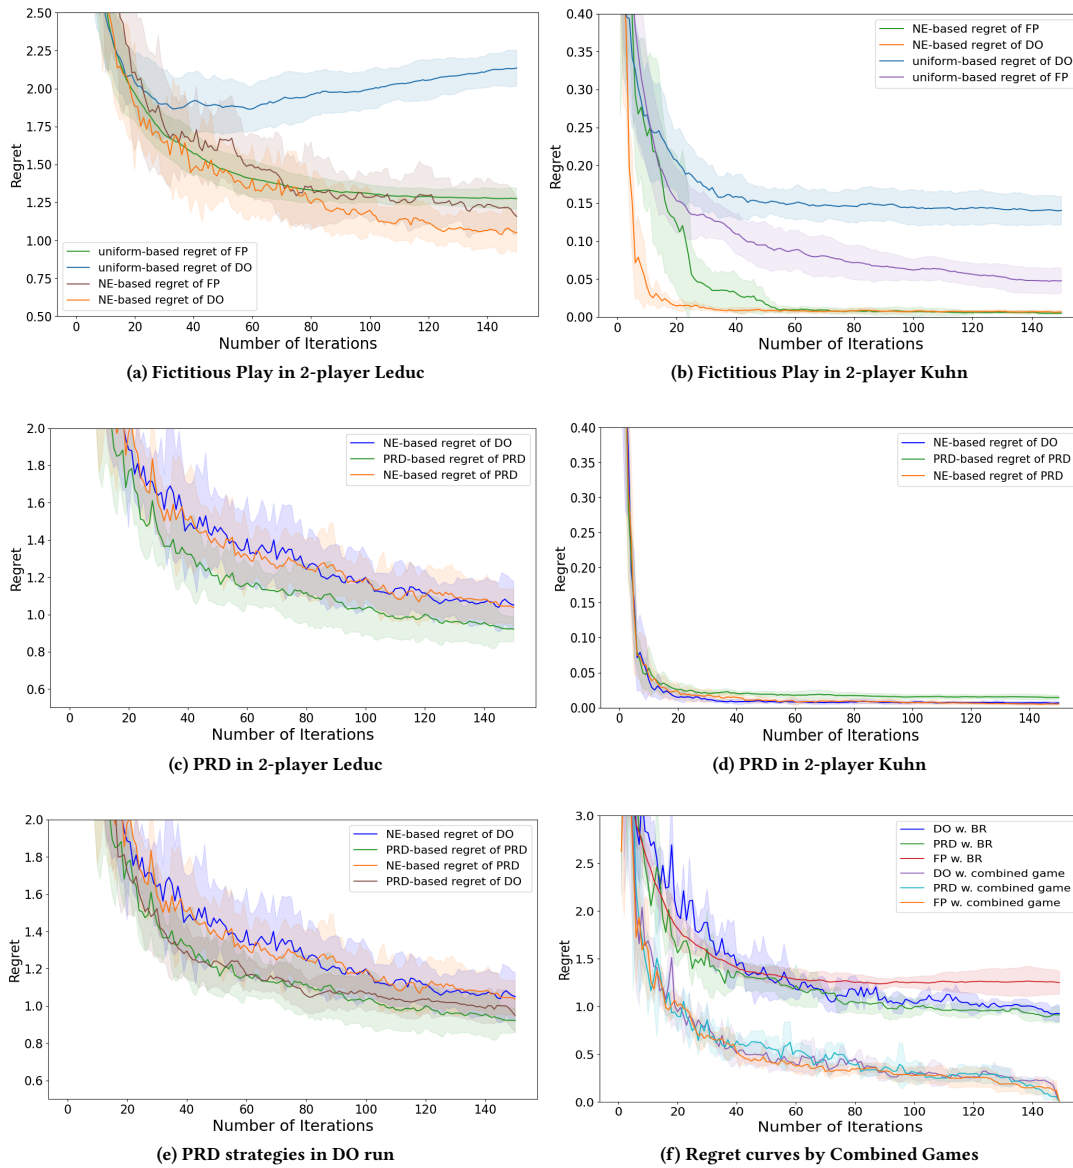 2.50
2.25
2.00
1.75
1.50
1.25
1.00
0.75
0.50
Regret
uniform-based regret of FP
uniform-based regret of DO
NE-based regret of FP
NE-based regret of DO
0 20 40 60 80 100 120 140
Number of Iterations
(a) Fictitious Play in 2-player Leduc
0.40
0.35
0.30
0.25
0.20
0.15
0.10
0.05
0.00
Regret
NE-based regret of FP
NE-based regret of DO
uniform-based regret of DO
uniform-based regret of FP
0 20 40 60 80 100 120 140
Number of Iterations
(b) Fictitious Play in 2-player Kuhn
2.0
1.8
1.6
1.4
1.2
1.0
0.8
0.6
Regret
NE-based regret of DO
PRD-based regret of PRD
NE-based regret of PRD
0 20 40 60 80 100 120 140
Number of Iterations
(c) PRD in 2-player Leduc
0.40
0.35
0.30
0.25
0.20
0.15
0.10
0.05
0.00
Regret
NE-based regret of DO
PRD-based regret of PRD
NE-based regret of PRD
0 20 40 60 80 100 120 140
Number of Iterations
(d) PRD in 2-player Kuhn
2.0
1.8
1.6
1.4
1.2
1.0
0.8
0.6
Regret
NE-based regret of DO
PRD-based regret of PRD
NE-based regret of PRD
PRD-based regret of DO
0 20 40 60 80 100 120 140
Number of Iterations
(e) PRD strategies in DO run
3.0
2.5
2.0
1.5
1.0
0.5
0.0
Regret
DO w. BR
PRD w. BR
FP w. BR
DO w. combined game
PRD w. combined game
FP w. combined game
0 20 40 60 80 100 120 140
Number of Iterations
(f) Regret curves by Combined Games